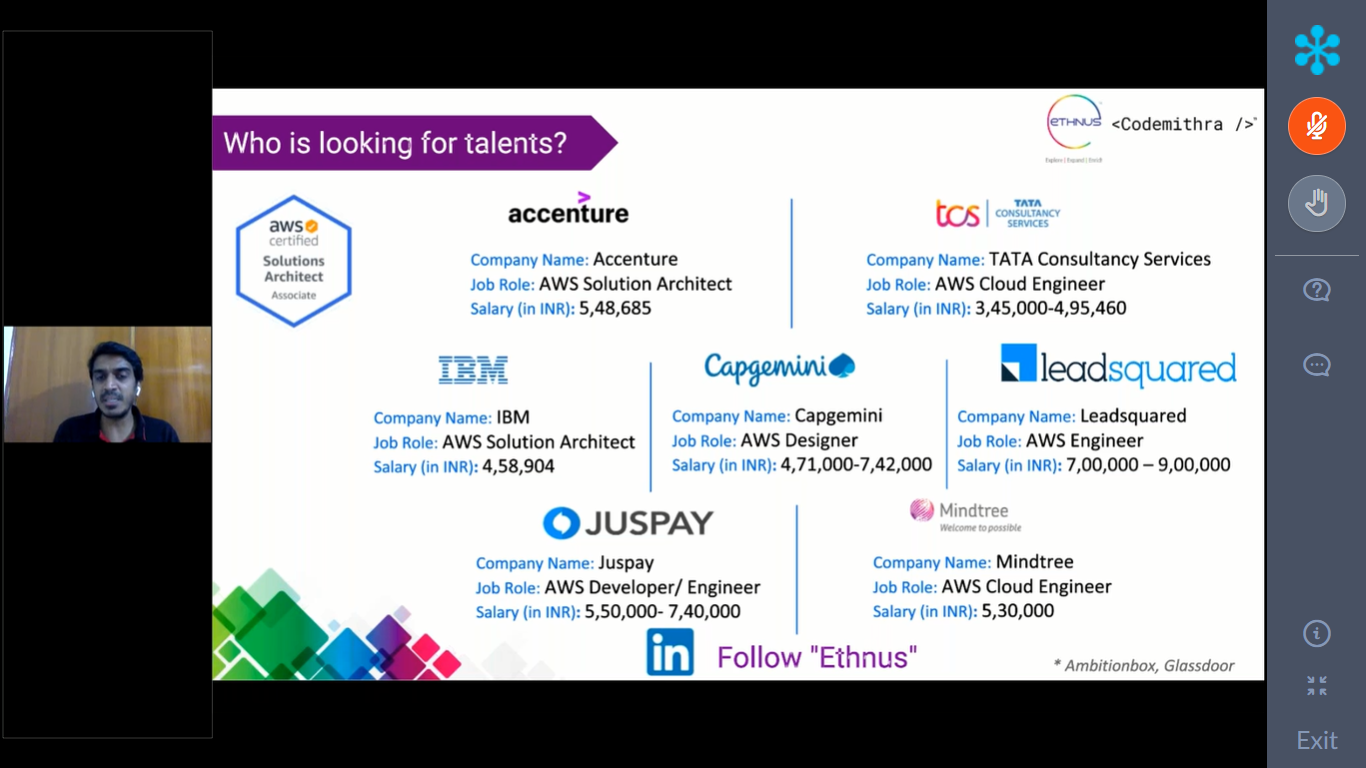 Who is looking for talents?
ETHNUS
Explore | Expand | Enrich
<Codemithra />™
aws
certified
Solutions
Architect
Associate
accenture
Company Name: Accenture
Job Role: AWS Solution Architect
Salary (in INR): 5,48,685
tcs TATA
CONSULTANCY
SERVICES
Company Name: TATA Consultancy Services
Job Role: AWS Cloud Engineer
Salary (in INR): 3,45,000-4,95,460
IBM
Company Name: IBM
Job Role: AWS Solution Architect
Salary (in INR): 4,58,904
Capgemini
Company Name: Capgemini
Job Role: AWS Designer
Salary (in INR): 4,71,000-7,42,000
leadsquared
Company Name: Leadsquared
Job Role: AWS Engineer
Salary (in INR): 7,00,000 – 9,00,000
JUSPAY
Company Name: Juspay
Job Role: AWS Developer/ Engineer
Salary (in INR): 5,50,000- 7,40,000
Mindtree
Welcome to possible
Company Name: Mindtree
Job Role: AWS Cloud Engineer
Salary (in INR): 5,30,000
in
Follow "Ethnus"
* Ambitionbox, Glassdoor
Exit